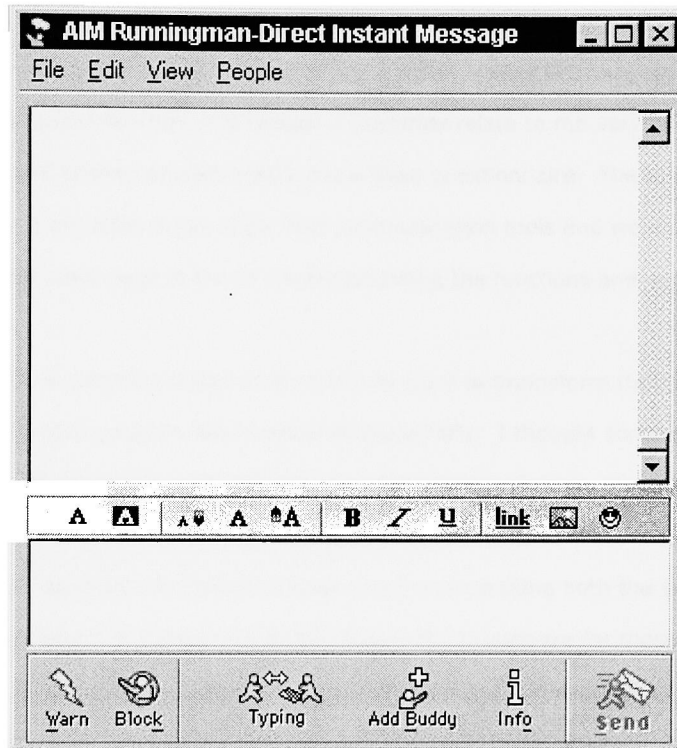 AIM Runningman-Direct Instant Message
File Edit View People
A A A A A B I U link
Warn Block Typing Add Buddy Info Send